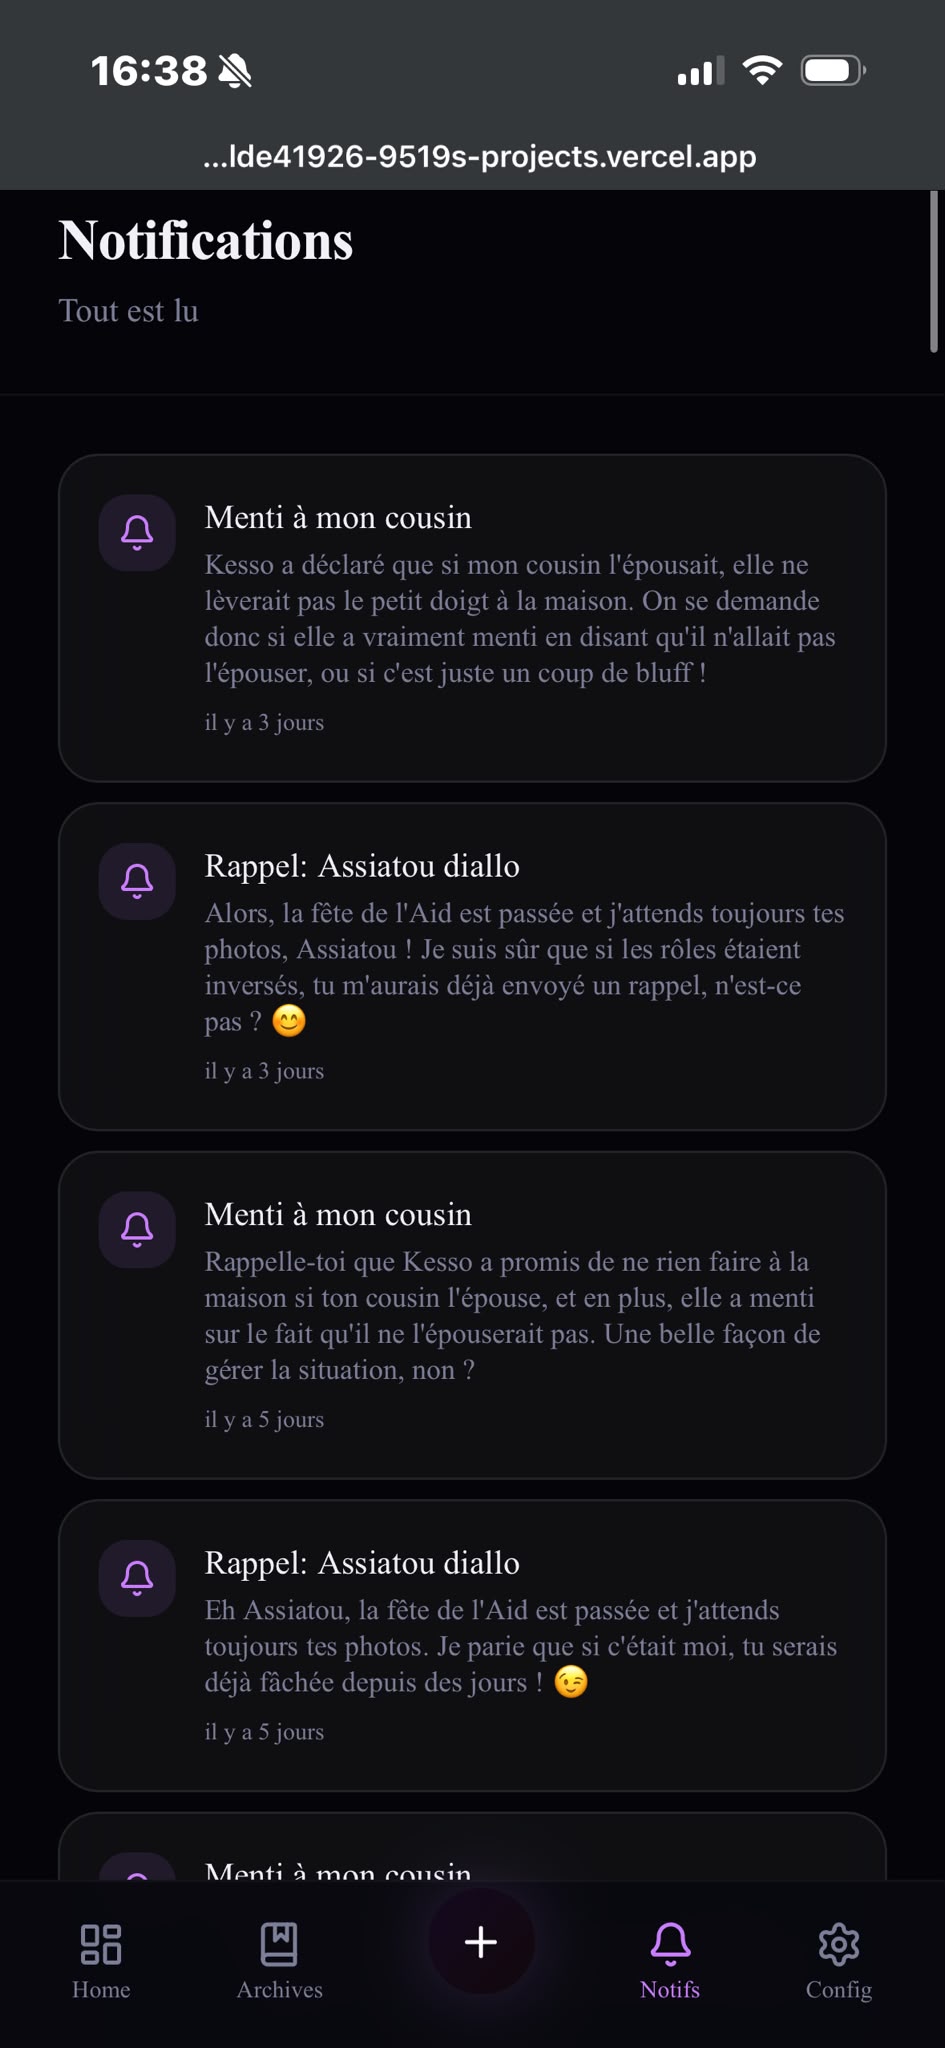 16:38
...lde41926-9519s-projects.vercel.app
Notifications
Tout est lu
Menti à mon cousin
Kesso a déclaré que si mon cousin l'épousait, elle ne
lèverait pas le petit doigt à la maison. On se demande
donc si elle a vraiment menti en disant qu'il n'allait pas
l'épouser, ou si c'est juste un coup de bluff !
il y a 3 jours
Rappel: Assiatou diallo
Alors, la fête de l'Aid est passée et j'attends toujours tes
photos, Assiatou ! Je suis sûr que si les rôles étaient
inversés, tu m'aurais déjà envoyé un rappel, n'est-ce
pas ? 😊
il y a 3 jours
Menti à mon cousin
Rappelle-toi que Kesso a promis de ne rien faire à la
maison si ton cousin l'épouse, et en plus, elle a menti
sur le fait qu'il ne l'épouserait pas. Une belle façon de
gérer la situation, non ?
il y a 5 jours
Rappel: Assiatou diallo
Eh Assiatou, la fête de l'Aid est passée et j'attends
toujours tes photos. Je parie que si c'était moi, tu serais
déjà fâchée depuis des jours ! 😉
il y a 5 jours
Menti à mon cousin
Home
Archives
Notifs
Config